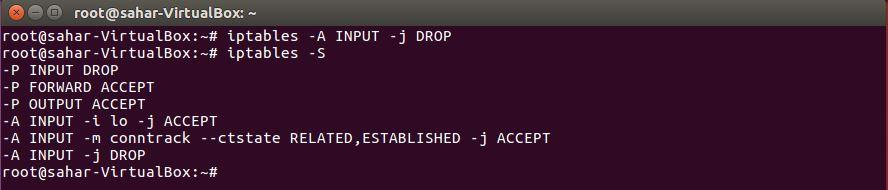 root@sahar-VirtualBox: ~
root@sahar-VirtualBox:~# iptables -A INPUT -j DROP
root@sahar-VirtualBox:~# iptables -S
-P INPUT DROP
-P FORWARD ACCEPT
-P OUTPUT ACCEPT
-A INPUT -i lo -j ACCEPT
-A INPUT -m conntrack --ctstate RELATED,ESTABLISHED -j ACCEPT
-A INPUT -j DROP
root@sahar-VirtualBox:~#